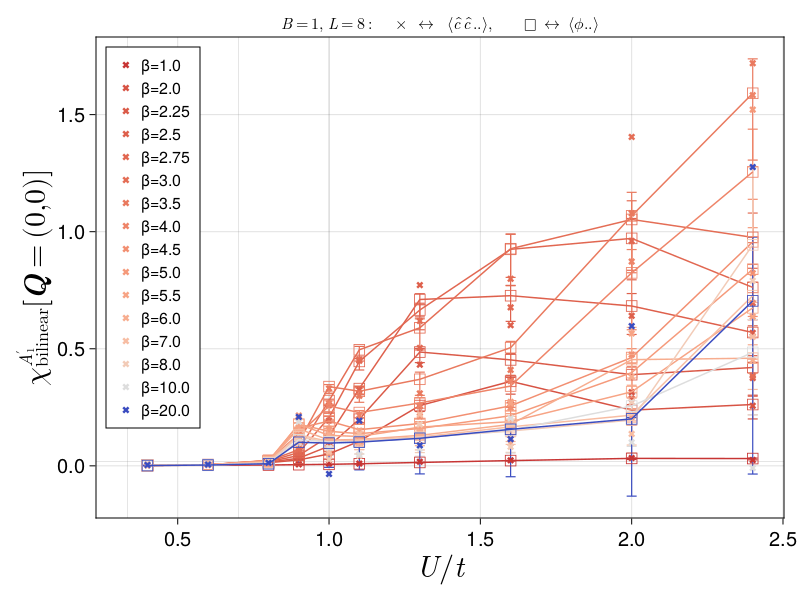 B = 1, L = 8 :   × ↔ ⟨ĉ ĉ ..⟩,   □ ↔ ⟨ϕ..⟩
χ^{A_1'}_{bilinear}[Q = (0,0)]
1.5
1.0
0.5
0.0
β=1.0
β=2.0
β=2.25
β=2.5
β=2.75
β=3.0
β=3.5
β=4.0
β=4.5
β=5.0
β=5.5
β=6.0
β=7.0
β=8.0
β=10.0
β=20.0
0.5 1.0 1.5 2.0 2.5
U/t